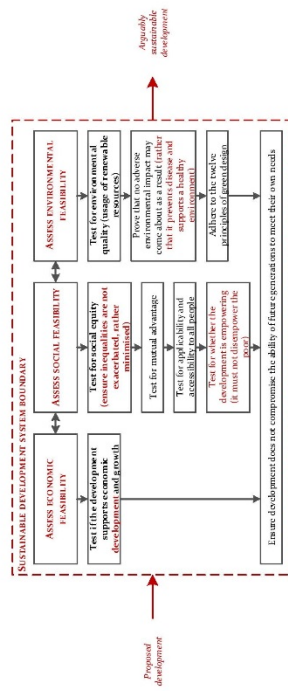 SUSTAINABLE DEVELOPMENT SYSTEM BOUNDARY
Proposed
development
ASSESS ECONOMIC
FEASIBILITY
Test if the development
supports economic
development and growth
ASSESS SOCIAL FEASIBILITY
Test for social equity
(ensure inequalities are not
exacerbated, rather
minimised)
Test for mutual advantage
Test for applicability and
accessibility to all people
Test for whether the
development is empowering
(it must not disempower the
poor)
ASSESS ENVIRONMENTAL
FEASIBILITY
Test for environmental
quality (usage of renewable
resources)
Prove that no adverse
environmental impact may
come about as a result (rather
that it prevents disease and
supports a healthy
environment)
Adhere to the twelve
principles of green design
Ensure development does not compromise the ability of future generations to meet their own needs
Arguably
sustainable
development